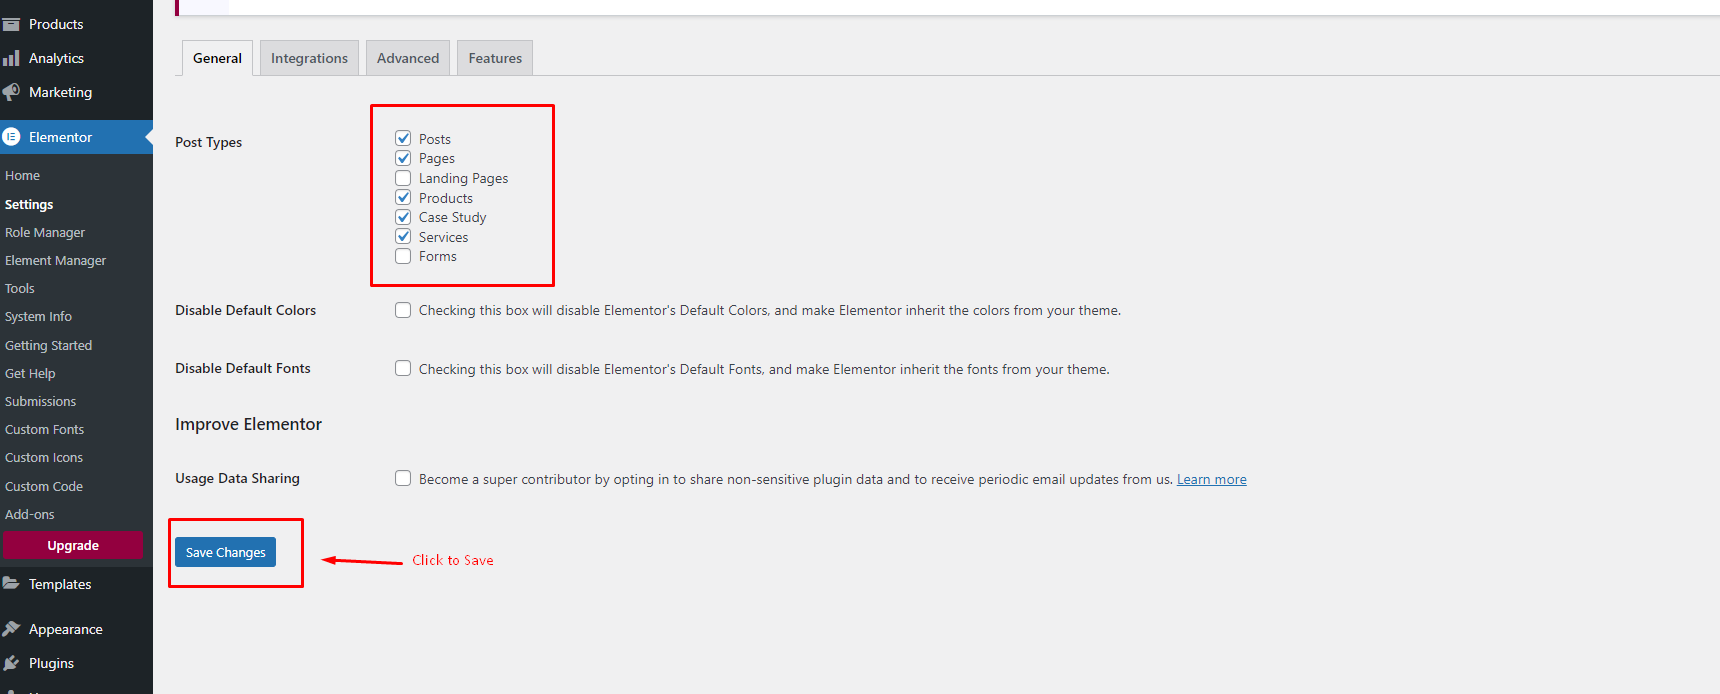 Products
Analytics
Marketing
Elementor
Home
Settings
Role Manager
Element Manager
Tools
System Info
Getting Started
Get Help
Submissions
Custom Fonts
Custom Icons
Custom Code
Add-ons
Upgrade
Templates
Appearance
Plugins
General Integrations Advanced Features
Post Types
Posts
Pages
Landing Pages
Products
Case Study
Services
Forms
Disable Default Colors
Checking this box will disable Elementor's Default Colors, and make Elementor inherit the colors from your theme.
Disable Default Fonts
Checking this box will disable Elementor's Default Fonts, and make Elementor inherit the fonts from your theme.
Improve Elementor
Usage Data Sharing
Become a super contributor by opting in to share non-sensitive plugin data and to receive periodic email updates from us. Learn more
Save Changes
Click to Save